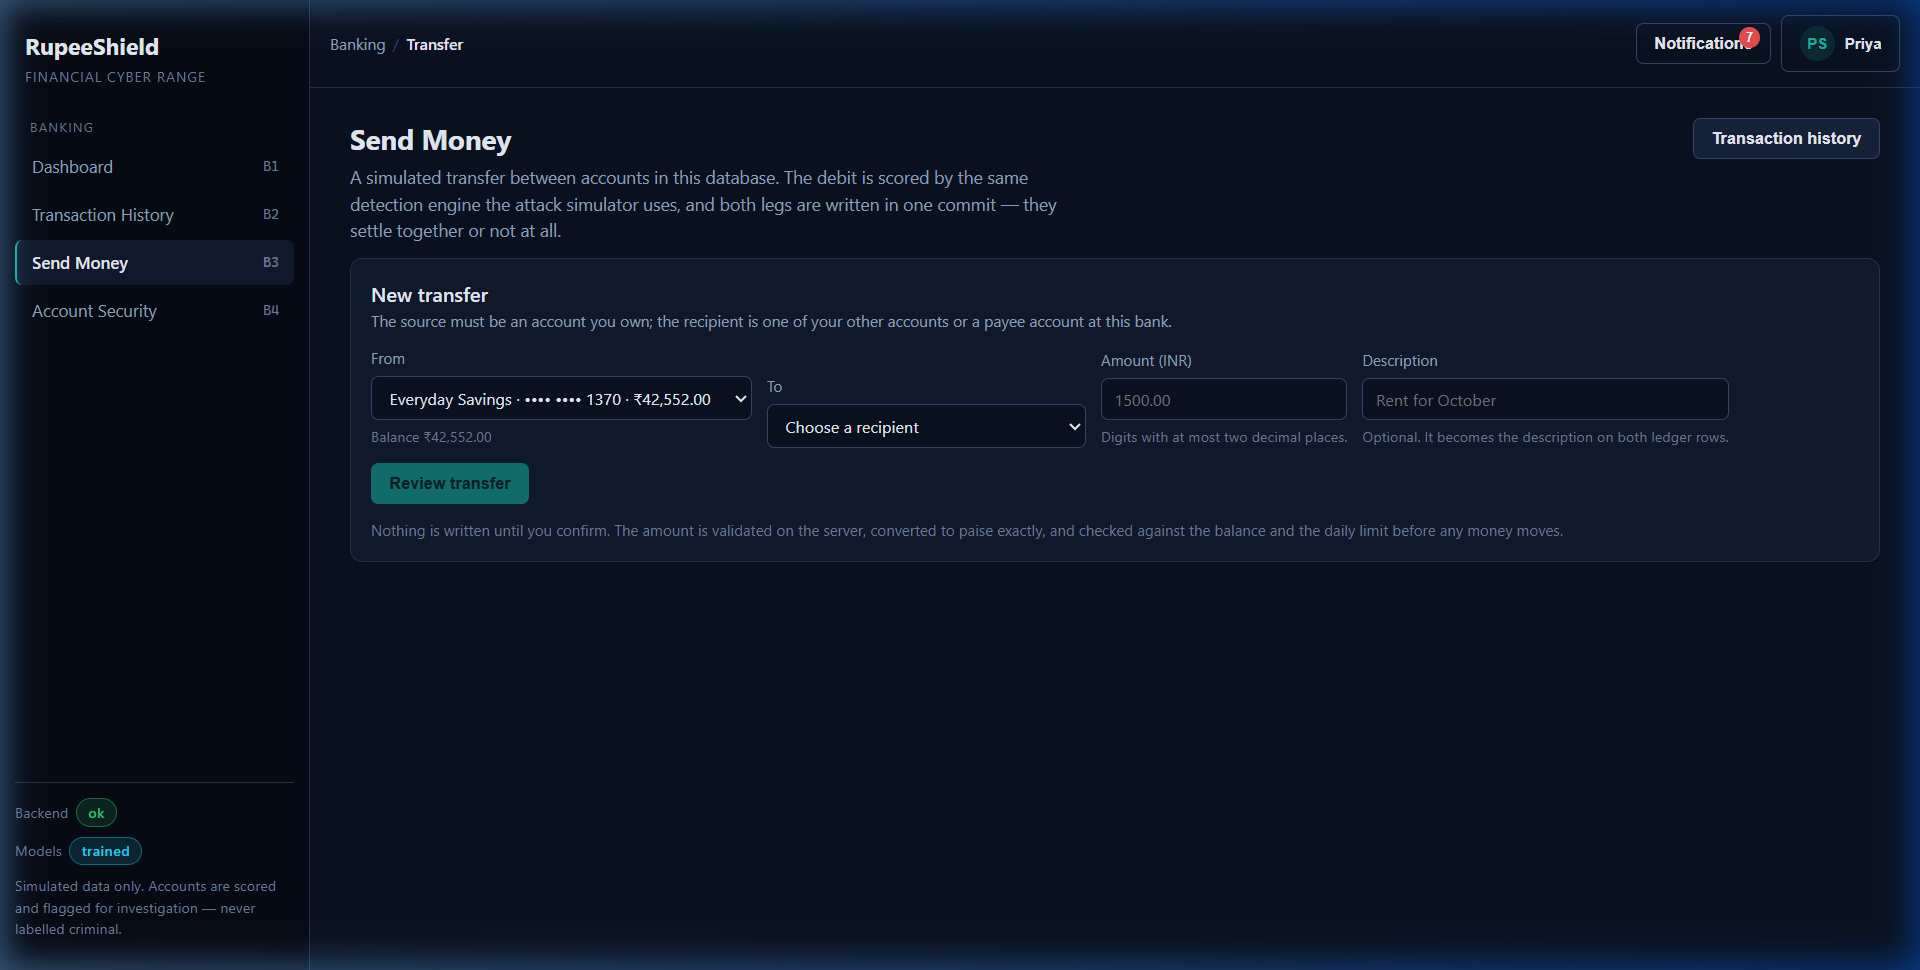 RupeeShield
FINANCIAL CYBER RANGE
BANKING
Dashboard B1
Transaction History B2
Send Money B3
Account Security B4
Backend ok
Models trained
Simulated data only. Accounts are scored
and flagged for investigation — never
labelled criminal.
Banking / Transfer
Notification 7
PS Priya
Send Money
Transaction history
A simulated transfer between accounts in this database. The debit is scored by the same
detection engine the attack simulator uses, and both legs are written in one commit — they
settle together or not at all.
New transfer
The source must be an account you own; the recipient is one of your other accounts or a payee account at this bank.
From
Everyday Savings · •••• •••• 1370 · ₹42,552.00
Balance ₹42,552.00
To
Choose a recipient
Amount (INR)
1500.00
Digits with at most two decimal places.
Description
Rent for October
Optional. It becomes the description on both ledger rows.
Review transfer
Nothing is written until you confirm. The amount is validated on the server, converted to paise exactly, and checked against the balance and the daily limit before any money moves.